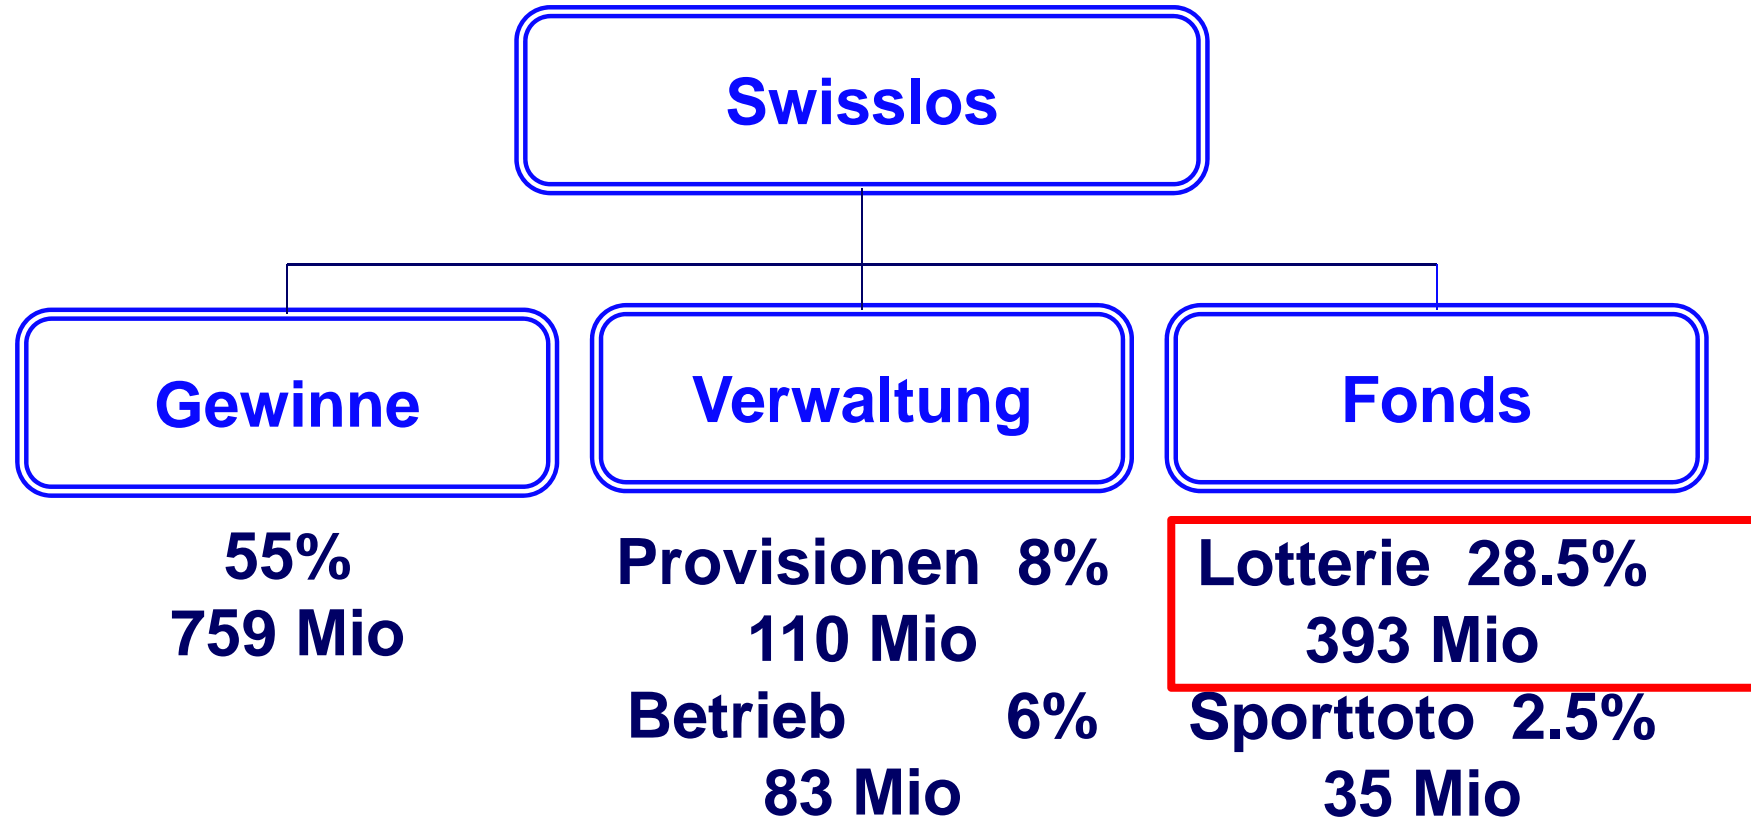 Swisslos
Gewinne
55%
759 Mio
Verwaltung
Provisionen 8%
110 Mio
Betrieb 6%
83 Mio
Fonds
Lotterie 28.5%
393 Mio
Sporttoto 2.5%
35 Mio